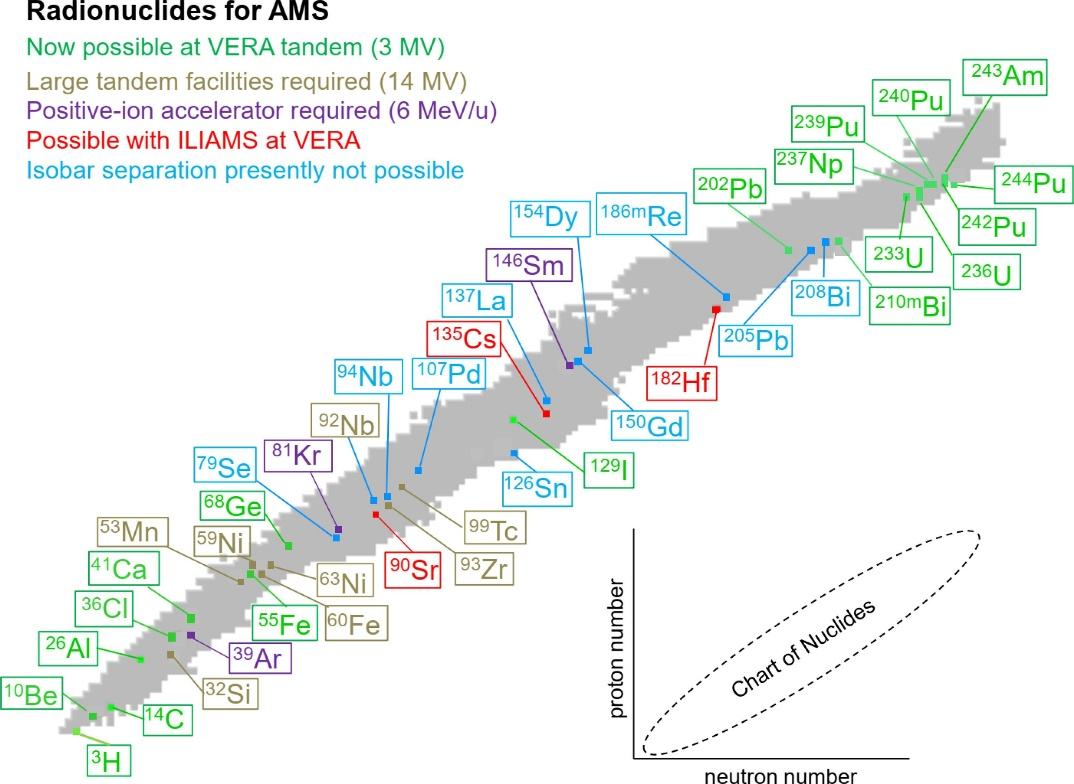 Radionuclides for AMS
Now possible at VERA tandem (3 MV)
Large tandem facilities required (14 MV)
Positive-ion accelerator required (6 MeV/u)
Possible with ILIAMS at VERA
Isobar separation presently not possible
²⁴³Am
²⁴⁰Pu
²³⁹Pu
²³⁷Np
²⁰²Pb
²⁴⁴Pu
¹⁵⁴Dy
¹⁸⁶ᵐRe
²⁴²Pu
²³³U
²³⁶U
¹⁴⁶Sm
²⁰⁸Bi
²¹⁰ᵐBi
¹³⁷La
¹³⁵Cs
²⁰⁵Pb
⁹⁴Nb
¹⁰⁷Pd
¹⁸²Hf
⁹²Nb
¹⁵⁰Gd
⁸¹Kr
⁷⁹Se
¹²⁹I
¹²⁶Sn
⁶⁸Ge
⁵³Mn
⁵⁹Ni
⁹⁹Tc
⁴¹Ca
⁹⁰Sr
⁹³Zr
⁶³Ni
³⁶Cl
⁵⁵Fe
⁶⁰Fe
²⁶Al
³⁹Ar
¹⁰Be
³²Si
¹⁴C
³H
proton number
Chart of Nuclides
neutron number